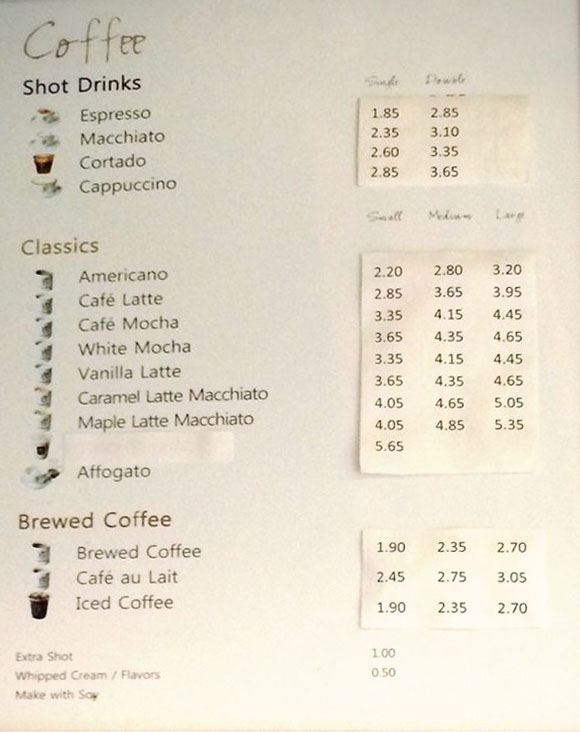 Coffee
Shot Drinks Single Double
Espresso 1.85 2.85
Macchiato 2.35 3.10
Cortado 2.60 3.35
Cappuccino 2.85 3.65
Small Medium Large
Classics
Americano 2.20 2.80 3.20
Café Latte 2.85 3.65 3.95
Café Mocha 3.35 4.15 4.45
White Mocha 3.65 4.35 4.65
Vanilla Latte 3.35 4.15 4.45
Caramel Latte Macchiato 3.65 4.35 4.65
Maple Latte Macchiato 4.05 4.65 5.05
4.05 4.85 5.35
Affogato 5.65
Brewed Coffee
Brewed Coffee 1.90 2.35 2.70
Café au Lait 2.45 2.75 3.05
Iced Coffee 1.90 2.35 2.70
Extra Shot 1.00
Whipped Cream / Flavors 0.50
Make with Soy